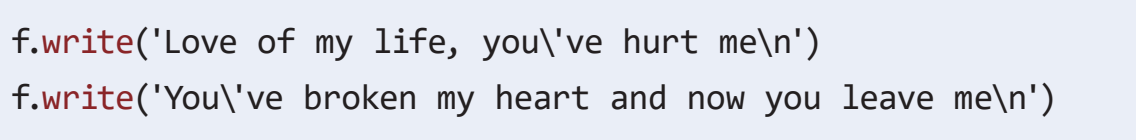 f.write('Love of my life, you\'ve hurt me\n')
f.write('You\'ve broken my heart and now you leave me\n')